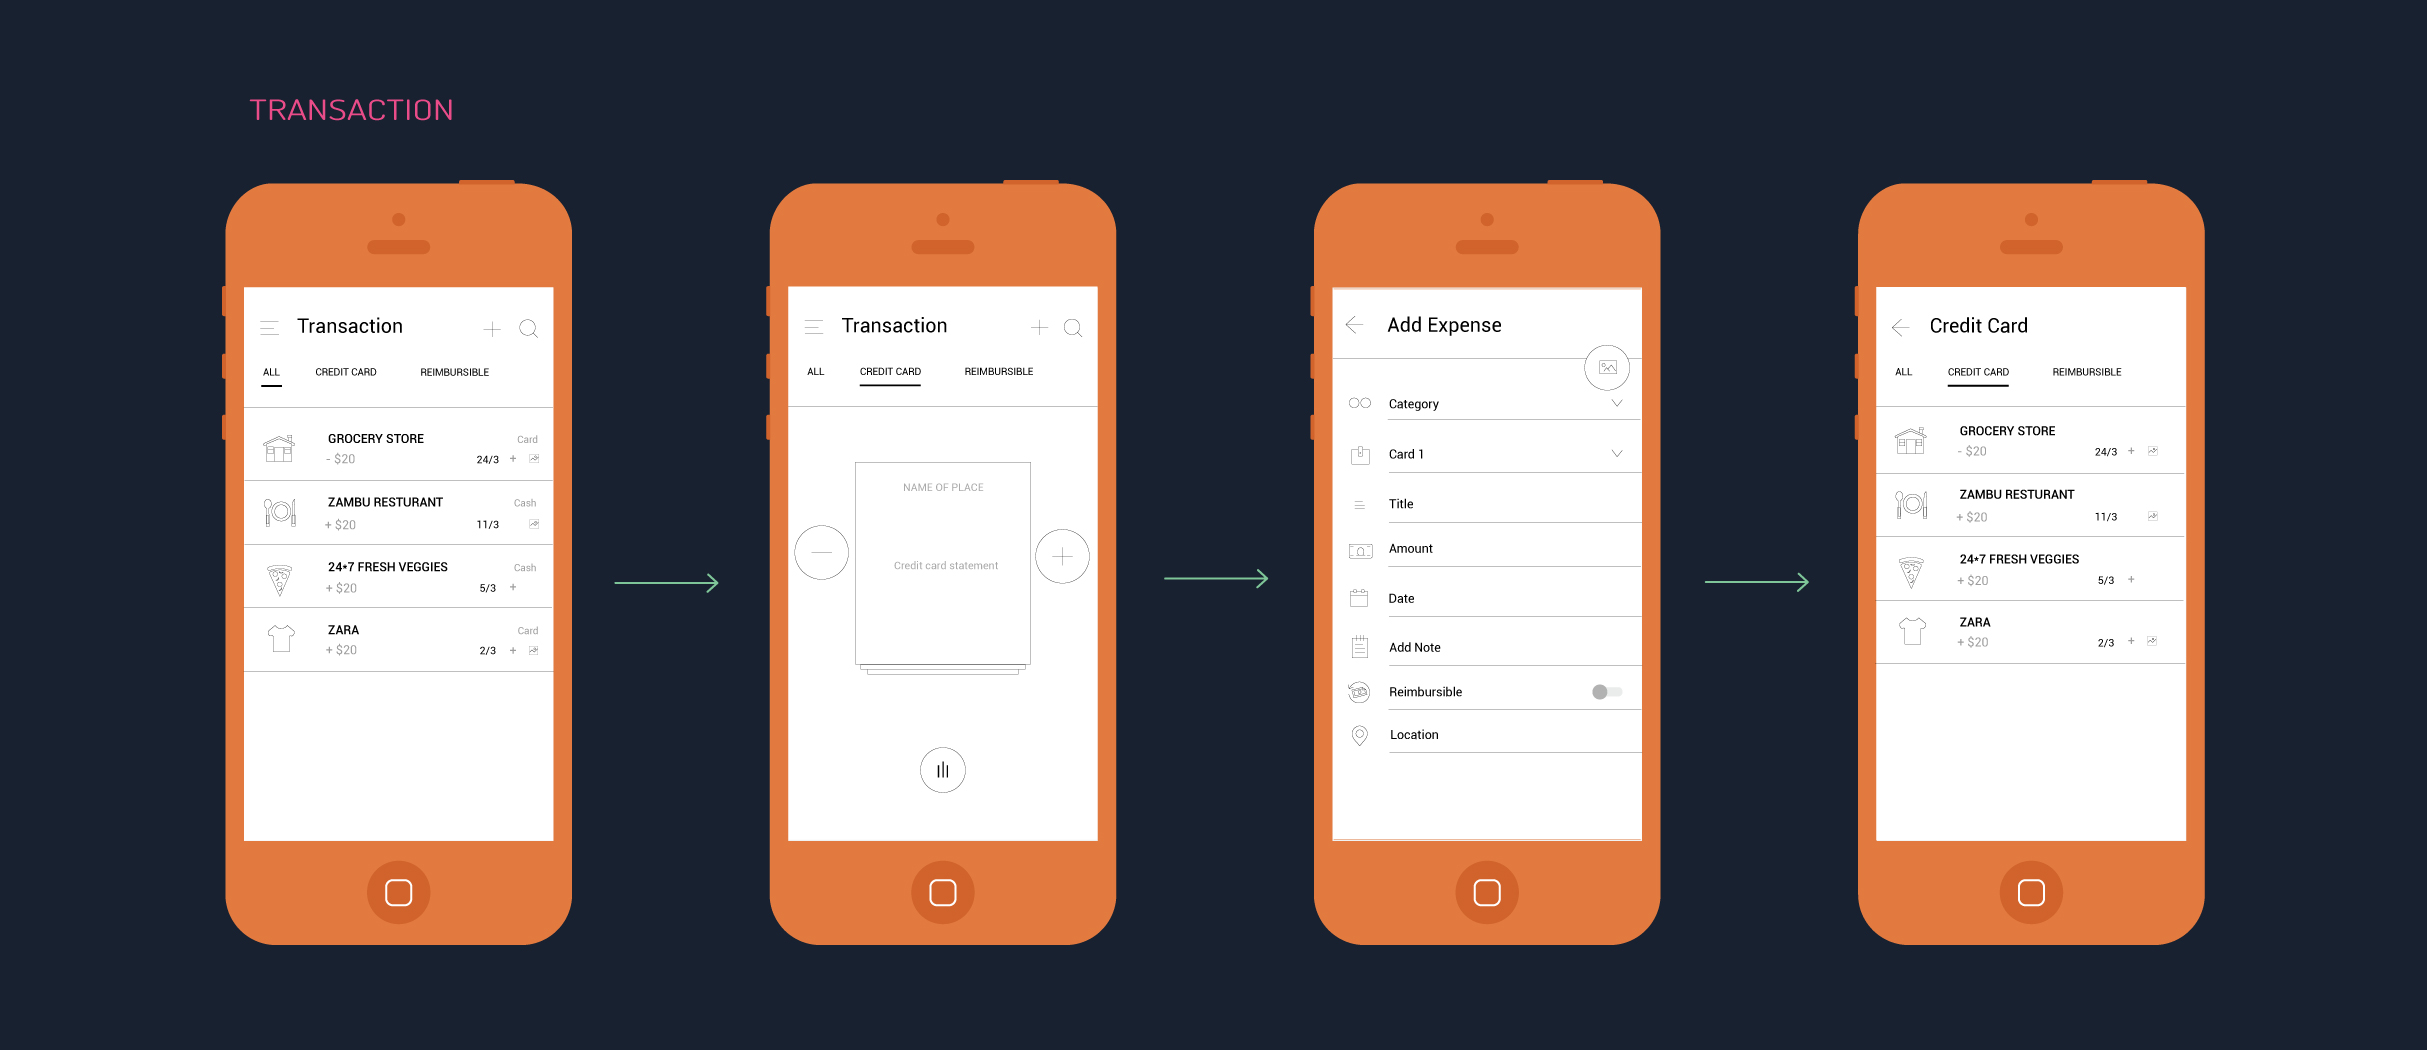 TRANSACTION
Transaction
ALL CREDIT CARD REIMBURSIBLE
GROCERY STORE Card
- $20 24/3 +
ZAMBU RESTURANT Cash
+ $20 11/3
24*7 FRESH VEGGIES Cash
+ $20 5/3 +
ZARA Card
+ $20 2/3 +
Transaction
ALL CREDIT CARD REIMBURSIBLE
NAME OF PLACE
Credit card statement
Add Expense
Category
Card 1
Title
Amount
Date
Add Note
Reimbursible
Location
Credit Card
ALL CREDIT CARD REIMBURSIBLE
GROCERY STORE
- $20 24/3 +
ZAMBU RESTURANT
+ $20 11/3
24*7 FRESH VEGGIES
+ $20 5/3 +
ZARA
+ $20 2/3 +